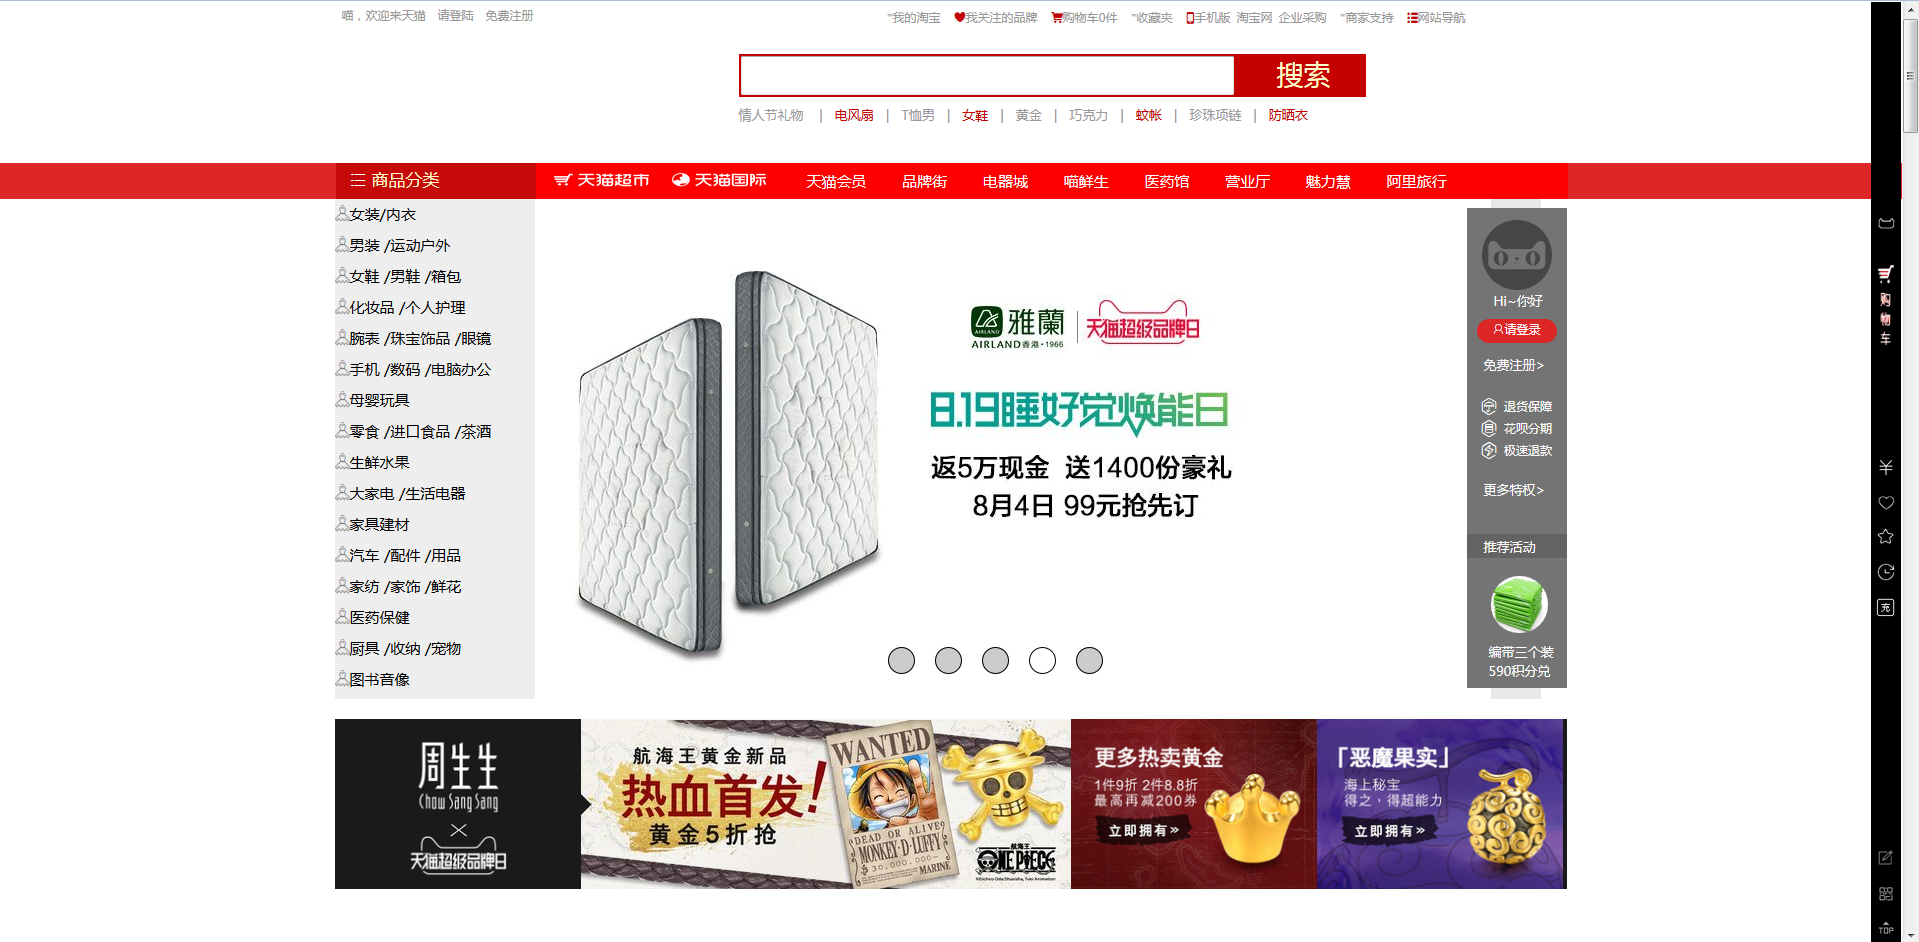 喵，欢迎来天猫 请登陆 免费注册
我的淘宝 我关注的品牌 购物车0件 收藏夹 手机版 淘宝网 企业采购 商家支持 网站导航
搜索
情人节礼物 | 电风扇 | T恤男 | 女鞋 | 黄金 | 巧克力 | 蚊帐 | 珍珠项链 | 防晒衣
商品分类 天猫超市 天猫国际 天猫会员 品牌街 电器城 喵鲜生 医药馆 营业厅 魅力慧 阿里旅行
女装/内衣
男装 /运动户外
女鞋 /男鞋 /箱包
化妆品 /个人护理
腕表 /珠宝饰品 /眼镜
手机 /数码 /电脑办公
母婴玩具
零食 /进口食品 /茶酒
生鲜水果
大家电 /生活电器
家具建材
汽车 /配件 /用品
家纺 /家饰 /鲜花
医药保健
厨具 /收纳 /宠物
图书音像
雅蘭
AIRLAND
AIRLAND香港·1966
天猫超级品牌日
8.19睡好觉焕能日
返5万现金 送1400份豪礼
8月4日 99元抢先订
Hi~你好
请登录
免费注册>
退货保障
花呗分期
极速退款
更多特权>
推荐活动
编带三个装
590积分兑
购
物
车
充
TOP
周生生
Chow Sang Sang
天猫超级品牌日
航海王黄金新品
热血首发！
黄金5折抢
WANTED
DEAD OR ALIVE
MONKEY·D·LUFFY
30.000.000-
MARINE
航海王
ONE PIECE
©Eiichiro Oda/Shueisha, Toei Animation
更多热卖黄金
1件9折 2件8.8折
最高再减200券
立即拥有»
「恶魔果实」
海上秘宝
得之，得超能力
立即拥有»